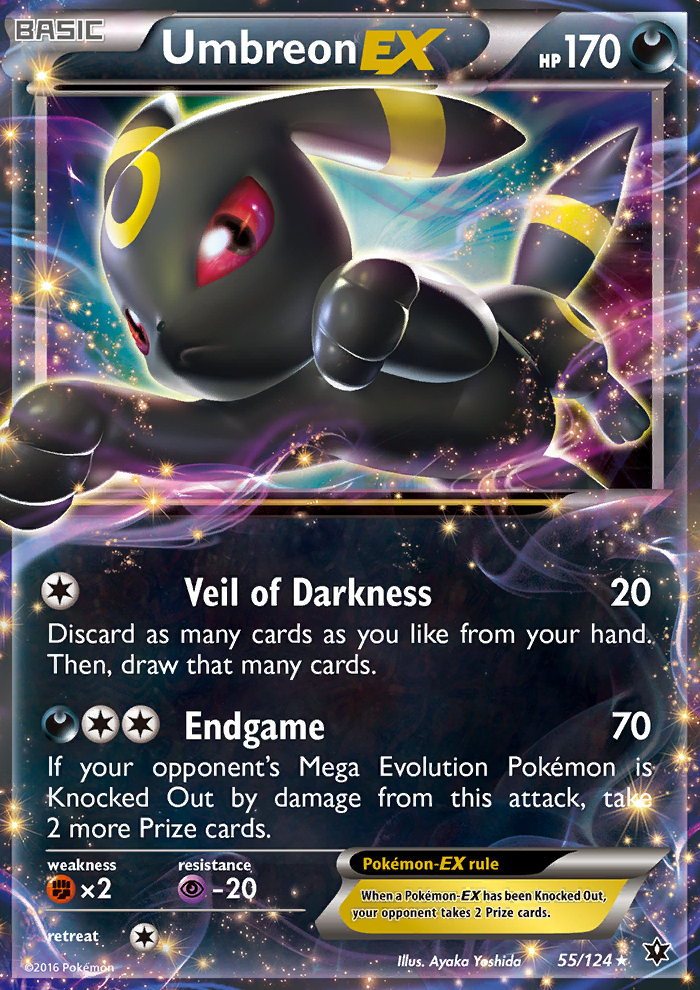 BASIC
Umbreon EX
HP 170
Veil of Darkness 20
Discard as many cards as you like from your hand.
Then, draw that many cards.
Endgame 70
If your opponent's Mega Evolution Pokémon is
Knocked Out by damage from this attack, take
2 more Prize cards.
weakness
×2
resistance
-20
retreat
Pokémon-EX rule
When a Pokémon-EX has been Knocked Out,
your opponent takes 2 Prize cards.
©2016 Pokémon
Illus. Ayaka Yoshida
55/124 ★